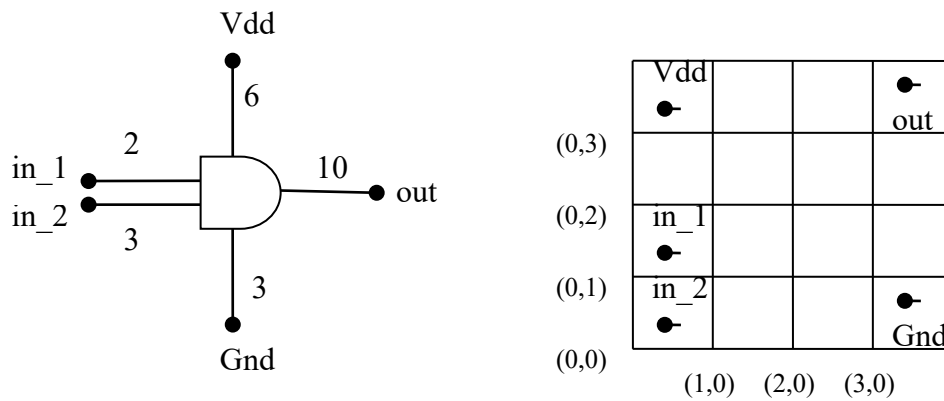 Vdd
6
2
in_1
10
out
in_2
3
3
Gnd
Vdd
out
(0,3)
(0,2)
in_1
(0,1)
in_2
Gnd
(0,0)
(1,0) (2,0) (3,0)